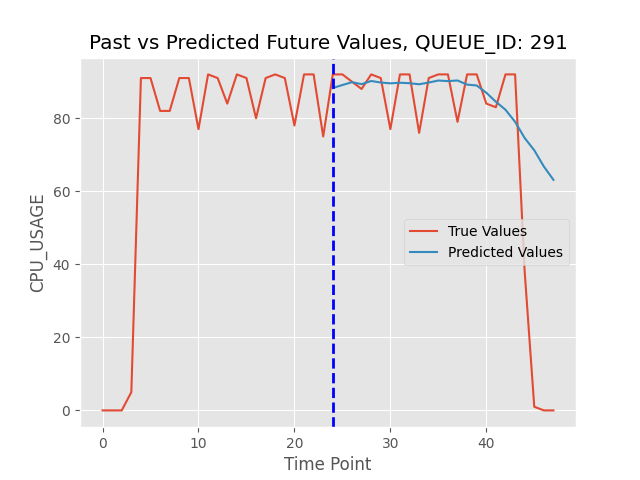 Past vs Predicted Future Values, QUEUE_ID: 291
CPU_USAGE
80
60
40
20
0
True Values
Predicted Values
0 10 20 30 40
Time Point